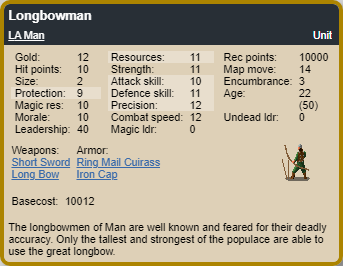 Longbowman
LA Man Unit
Gold: 12 Resources: 11 Rec points: 10000
Hit points: 10 Strength: 11 Map move: 14
Size: 2 Attack skill: 10 Encumbrance: 3
Protection: 9 Defence skill: 11 Age: 22
Magic res: 10 Precision: 12 (50)
Morale: 10 Combat speed: 12 Undead ldr: 0
Leadership: 40 Magic ldr: 0
Weapons: Armor:
Short Sword Ring Mail Cuirass
Long Bow Iron Cap
Basecost: 10012
The longbowmen of Man are well known and feared for their deadly
accuracy. Only the tallest and strongest of the populace are able to
use the great longbow.